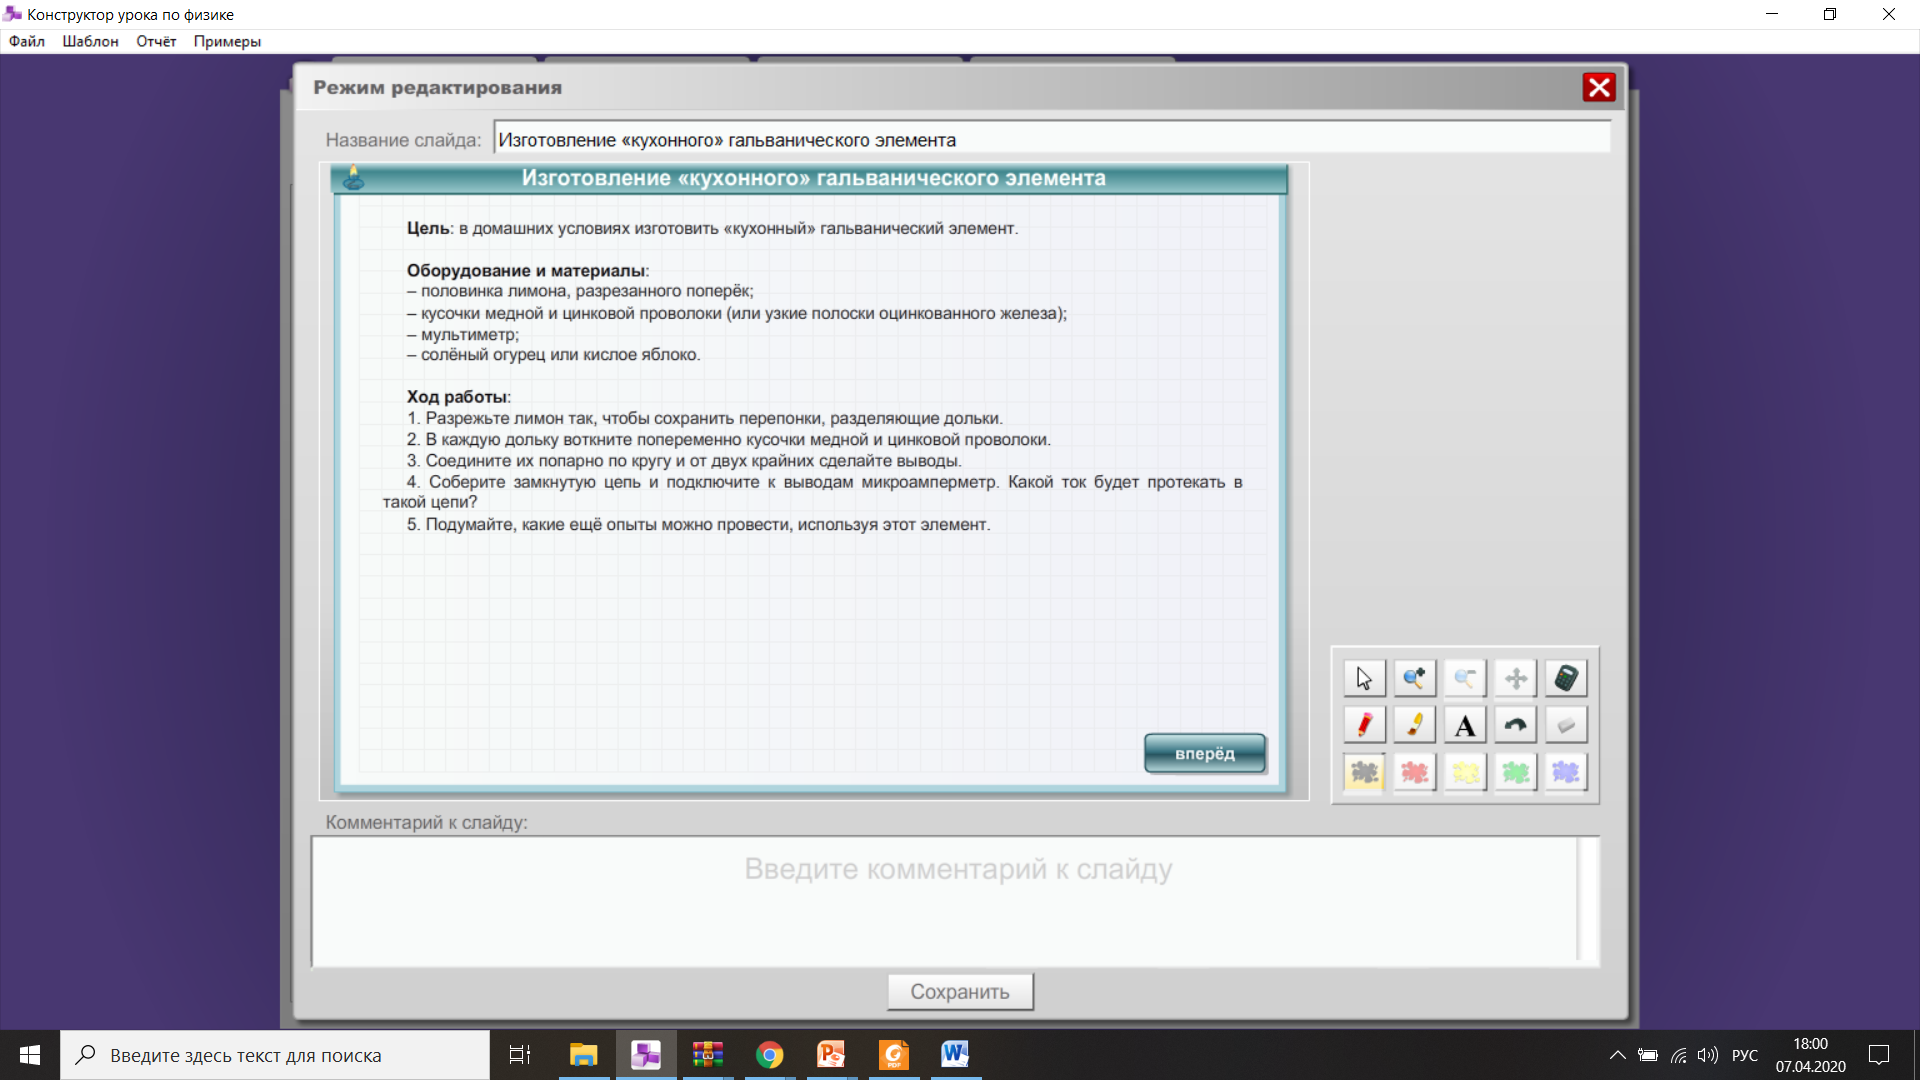 Конструктор урока по физике
Файл Шаблон Отчёт Примеры
Режим редактирования
Название слайда: Изготовление «кухонного» гальванического элемента
Изготовление «кухонного» гальванического элемента
Цель: в домашних условиях изготовить «кухонный» гальванический элемент.
Оборудование и материалы:
– половинка лимона, разрезанного поперёк;
– кусочки медной и цинковой проволоки (или узкие полоски оцинкованного железа);
– мультиметр;
– солёный огурец или кислое яблоко.
Ход работы:
1. Разрежьте лимон так, чтобы сохранить перепонки, разделяющие дольки.
2. В каждую дольку воткните попеременно кусочки медной и цинковой проволоки.
3. Соедините их попарно по кругу и от двух крайних сделайте выводы.
4. Соберите замкнутую цепь и подключите к выводам микроамперметр. Какой ток будет протекать в
такой цепи?
5. Подумайте, какие ещё опыты можно провести, используя этот элемент.
вперёд
A
Комментарий к слайду:
Введите комментарий к слайду
Сохранить
Введите здесь текст для поиска
РУС
18:00
07.04.2020